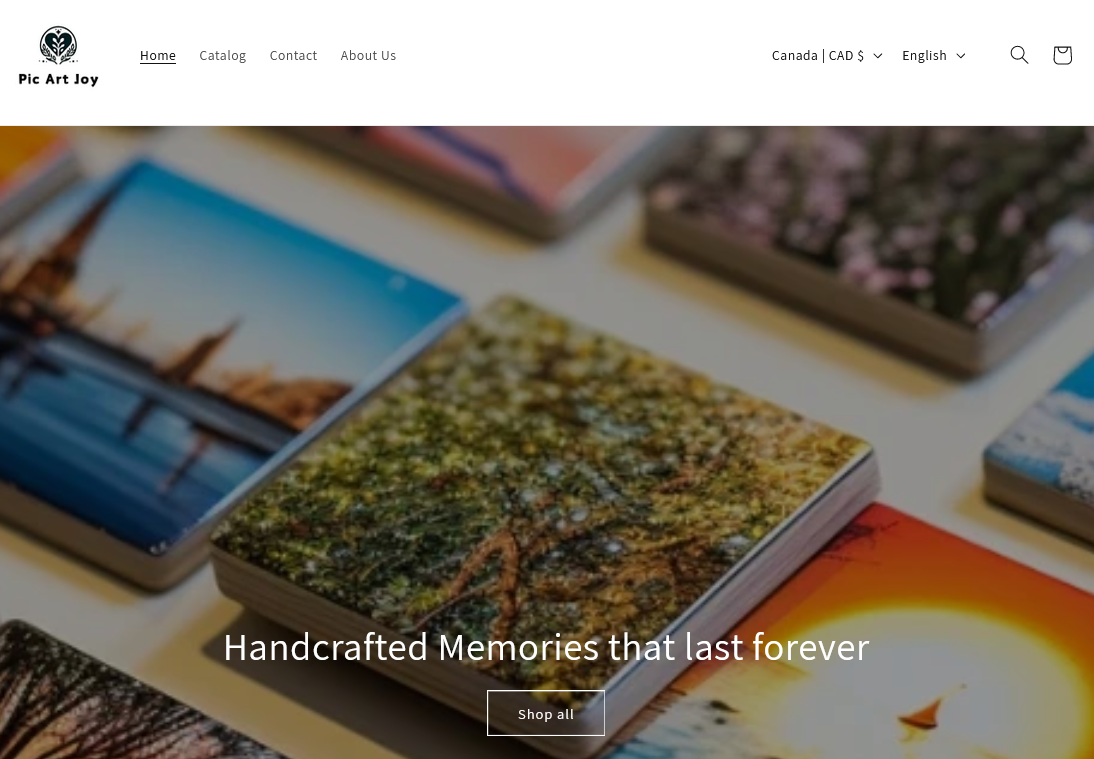 Pic Art Joy
Home Catalog Contact About Us
Canada | CAD $ English
Handcrafted Memories that last forever
Shop all